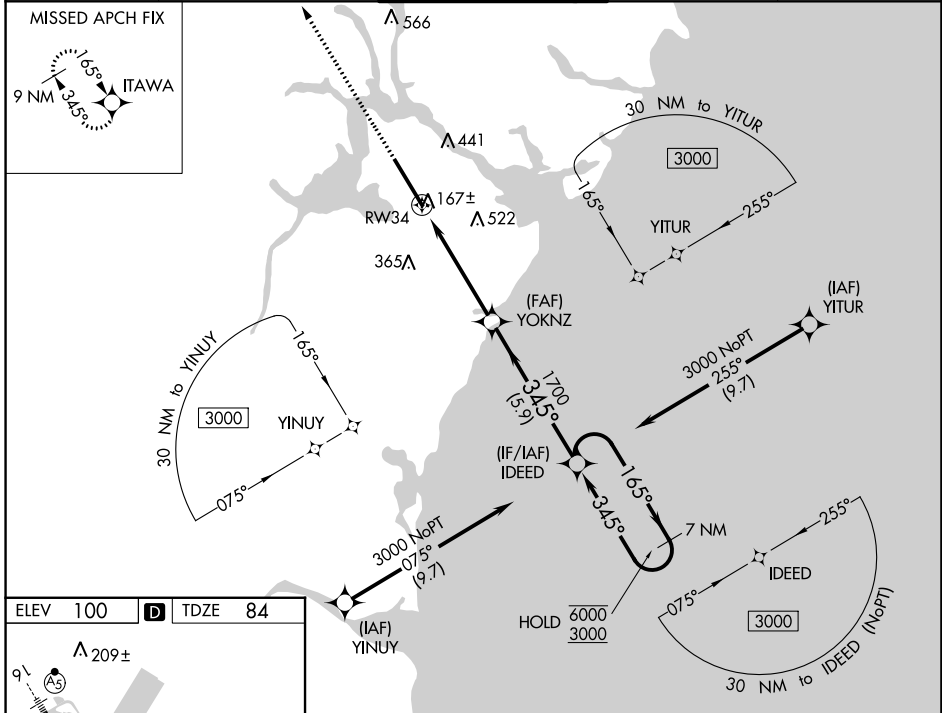 MISSED APCH FIX
165°
ITAWA
9 NM
345°
566
441
167±
RW34
522
365
30 NM to YITUR
3000
165°
YITUR
255°
(IAF)
YITUR
3000 NoPT
255°
(9.7)
(FAF)
YOKNZ
1700
345°
(5.9)
30 NM to YINUY
165°
3000
YINUY
075°
(IF/IAF)
IDEED
165°
345°
7 NM
HOLD 6000
3000
3000 NoPT
075°
(9.7)
(IAF)
YINUY
255°
IDEED
075°
3000
30 NM to IDEED (NoPT)
ELEV 100 D TDZE 84
209±
16
A5